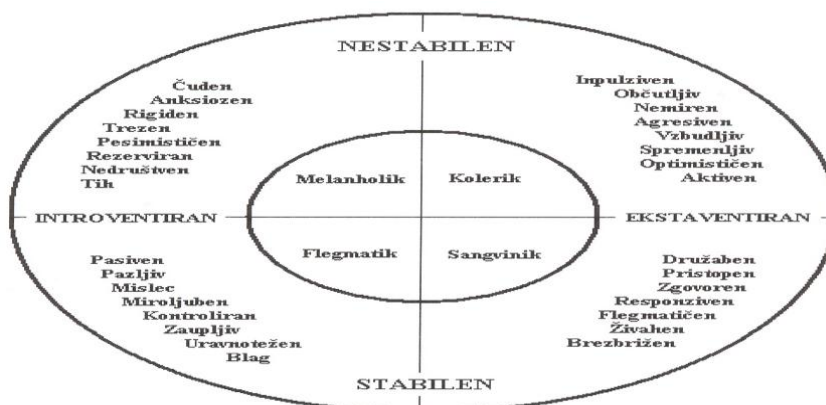 NESTABILEN
Čuden
Anksiozen
Rigiden
Trezen
Pesimističen
Rezerviran
Nedruštven
Tih
Inpulziven
Občutljiv
Nemiren
Agresiven
Vzbudljiv
Spremenljiv
Optimističen
Aktiven
Melanholik
Kolerik
INTROVENTIRAN
EKSTAVENTIRAN
Flegmatik
Sangvinik
Pasiven
Pazljiv
Mislec
Miroljuben
Kontroliran
Zaupljiv
Uravnotežen
Blag
Družaben
Pristopen
Zgovoren
Responziven
Flegmatičen
Živahen
Brezbrižen
STABILEN